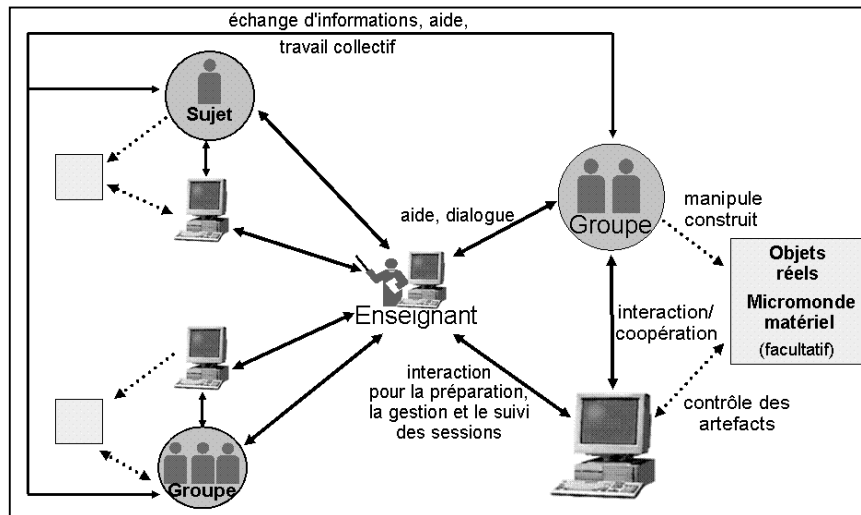 échange d'informations, aide,
travail collectif
Sujet
aide, dialogue
Groupe
manipule
construit
Objets
réels
Micromonde
matériel
(facultatif)
Enseignant
interaction/
coopération
interaction
pour la préparation,
la gestion et le suivi
des sessions
contrôle des
artefacts
Groupe